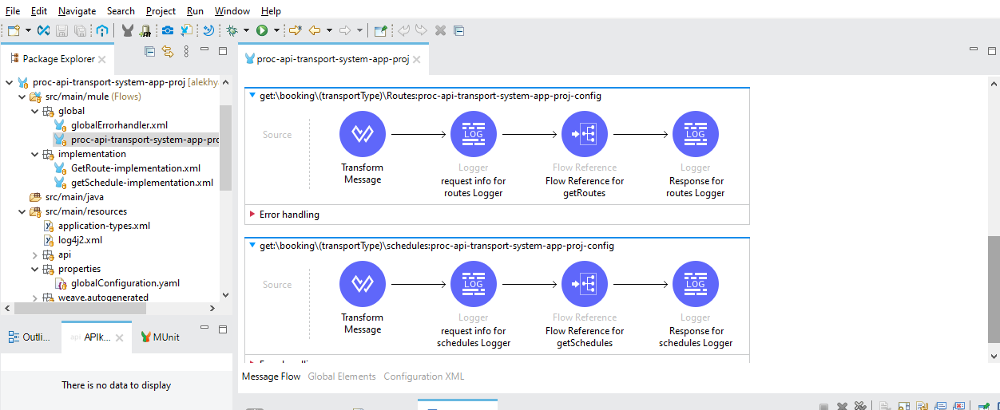 File Edit Navigate Search Project Run Window Help
Package Explorer
proc-api-transport-system-app-proj [alekhy
src/main/mule (Flows)
global
globalErrorhandler.xml
proc-api-transport-system-app-pro
implementation
GetRoute-implementation.xml
getSchedule-implementation.xml
src/main/java
src/main/resources
application-types.xml
log4j2.xml
api
properties
globalConfiguration.yaml
weave.autogenerated
Outli...
api APIk...
MUnit
There is no data to display
proc-api-transport-system-app-proj
get:\booking\(transportType)\Routes:proc-api-transport-system-app-proj-config
Source
Transform
Message
LOG
Logger
request info for
routes Logger
Flow Reference
Flow Reference for
getRoutes
LOG
Logger
Response for
routes Logger
Error handling
get:\booking\(transportType)\schedules:proc-api-transport-system-app-proj-config
Source
Transform
Message
LOG
Logger
request info for
schedules Logger
Flow Reference
Flow Reference for
getSchedules
LOG
Logger
Response for
schedules Logger
Error handling
Message Flow Global Elements Configuration XML